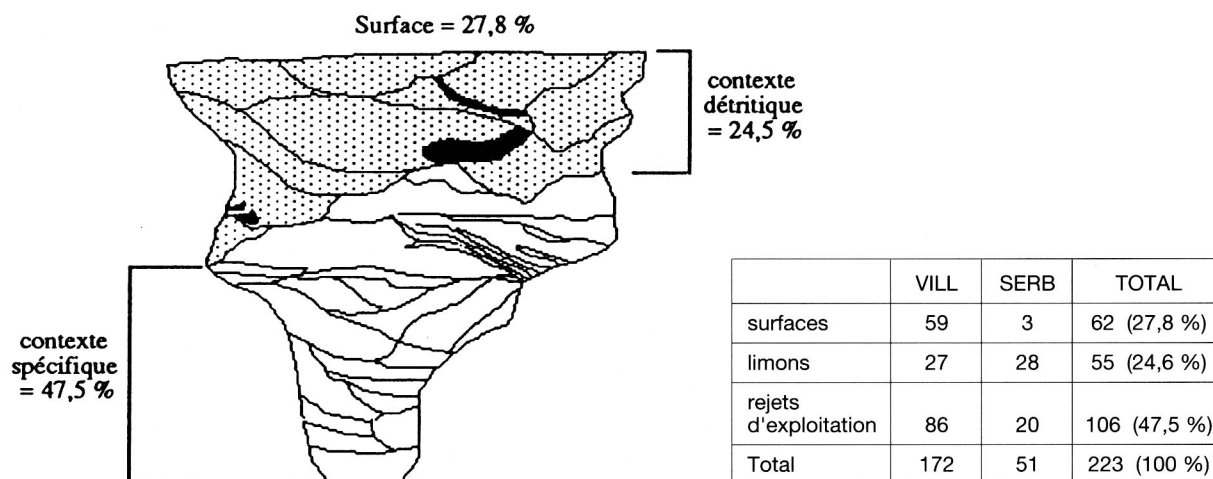 Surface = 27,8 %
contexte
détritique
= 24,5 %
contexte
spécifique
= 47,5 %
VILL SERB TOTAL
surfaces 59 3 62 (27,8 %)
limons 27 28 55 (24,6 %)
rejets
d'exploitation 86 20 106 (47,5 %)
Total 172 51 223 (100 %)